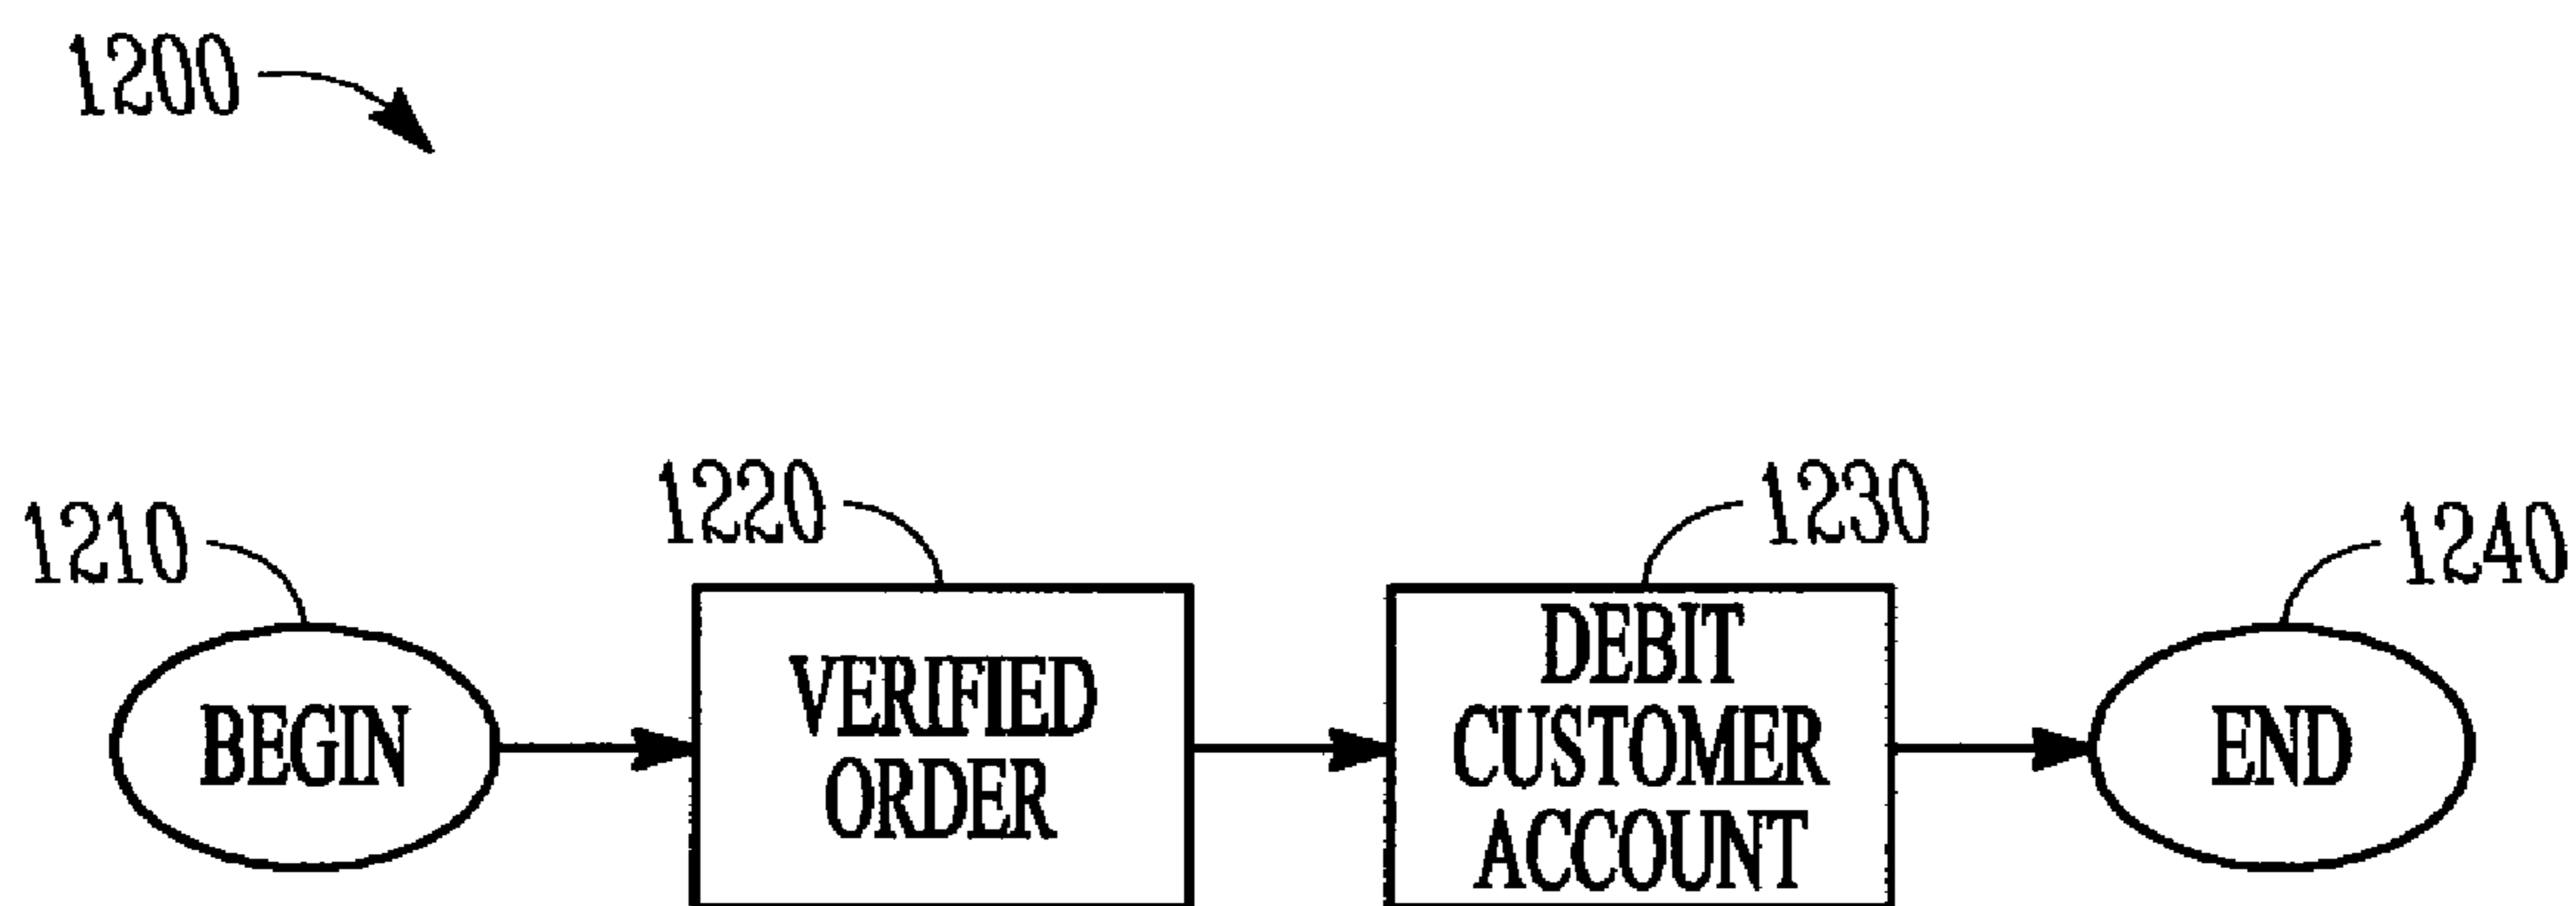 1200
1210
1220
1230
1240
BEGIN
VERIFIED
ORDER
DEBIT
CUSTOMER
ACCOUNT
END